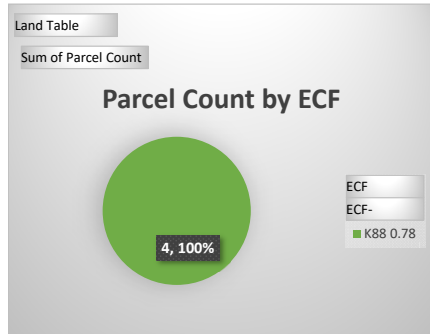 Land Table
Sum of Parcel Count
Parcel Count by ECF
4, 100%
ECF
ECF-
K88 0.78